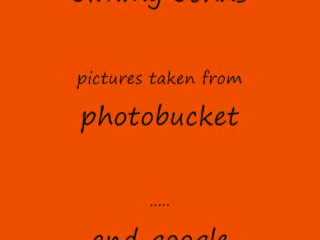 pictures taken from
photobucket
.....
and google